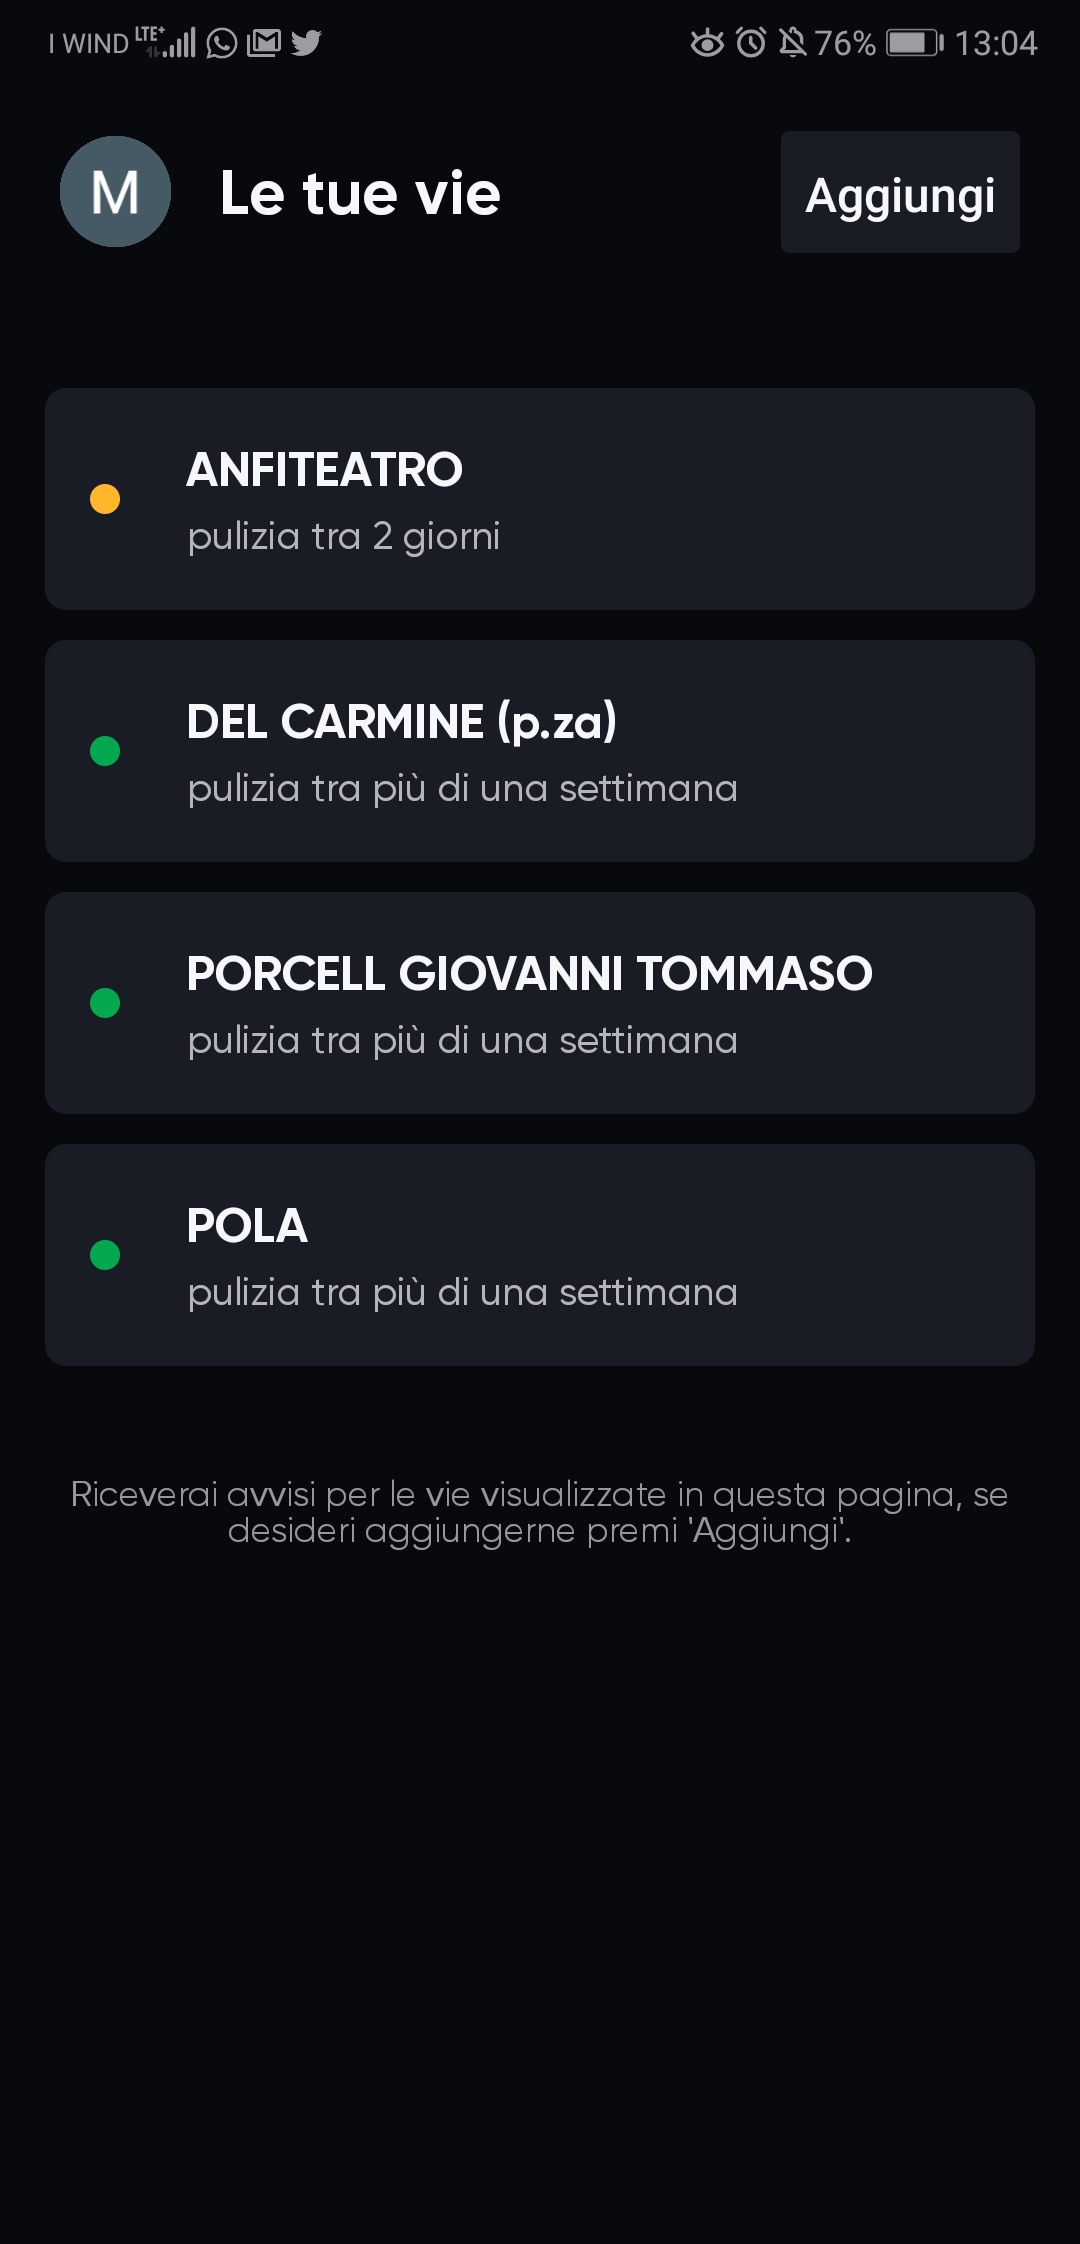 I WIND LTE+ 76% 13:04
M Le tue vie Aggiungi
ANFITEATRO
pulizia tra 2 giorni
DEL CARMINE (p.za)
pulizia tra più di una settimana
PORCELL GIOVANNI TOMMASO
pulizia tra più di una settimana
POLA
pulizia tra più di una settimana
Riceverai avvisi per le vie visualizzate in questa pagina, se
desideri aggiungerne premi 'Aggiungi'.